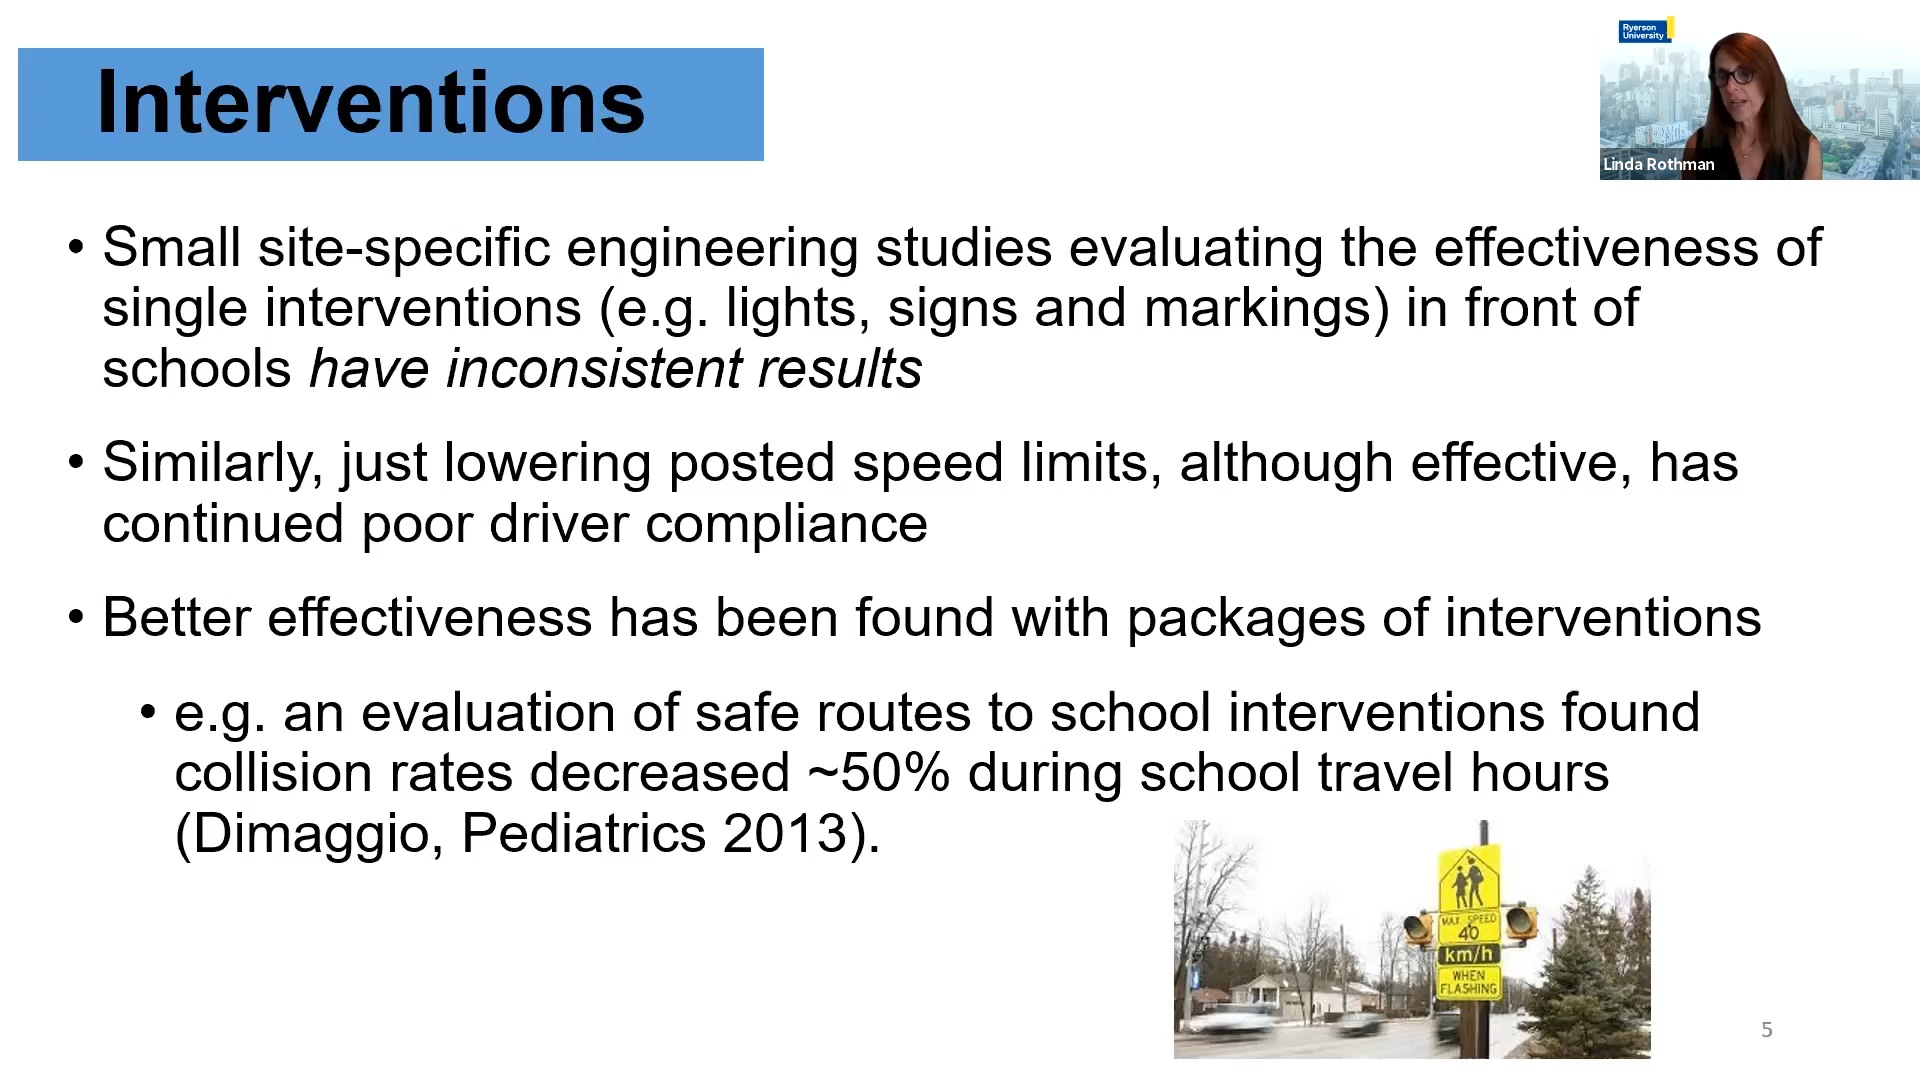 Interventions
Ryerson
University
Linda Rothman
• Small site-specific engineering studies evaluating the effectiveness of
single interventions (e.g. lights, signs and markings) in front of
schools have inconsistent results
• Similarly, just lowering posted speed limits, although effective, has
continued poor driver compliance
• Better effectiveness has been found with packages of interventions
• e.g. an evaluation of safe routes to school interventions found
collision rates decreased ~50% during school travel hours
(Dimaggio, Pediatrics 2013).
MAX. SPEED
40
km/h
WHEN
FLASHING
5